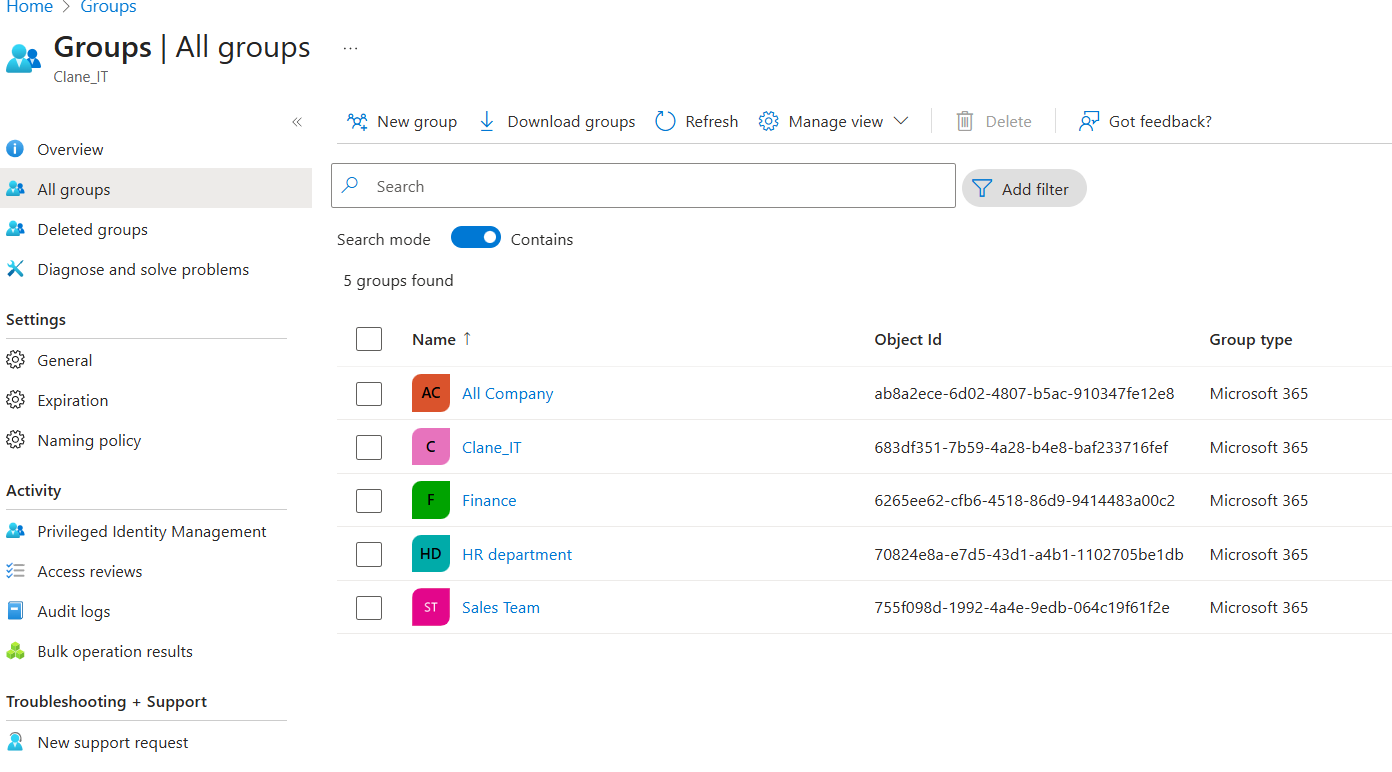 Home > Groups
Groups | All groups ...
Clane_IT
«
New group Download groups Refresh Manage view Delete Got feedback?
Overview
All groups
Deleted groups
Diagnose and solve problems
Settings
General
Expiration
Naming policy
Activity
Privileged Identity Management
Access reviews
Audit logs
Bulk operation results
Troubleshooting + Support
New support request
Search Add filter
Search mode Contains
5 groups found
Name ↑ Object Id Group type
AC All Company ab8a2ece-6d02-4807-b5ac-910347fe12e8 Microsoft 365
C Clane_IT 683df351-7b59-4a28-b4e8-baf233716fef Microsoft 365
F Finance 6265ee62-cfb6-4518-86d9-9414483a00c2 Microsoft 365
HD HR department 70824e8a-e7d5-43d1-a4b1-1102705be1db Microsoft 365
ST Sales Team 755f098d-1992-4a4e-9edb-064c19f61f2e Microsoft 365